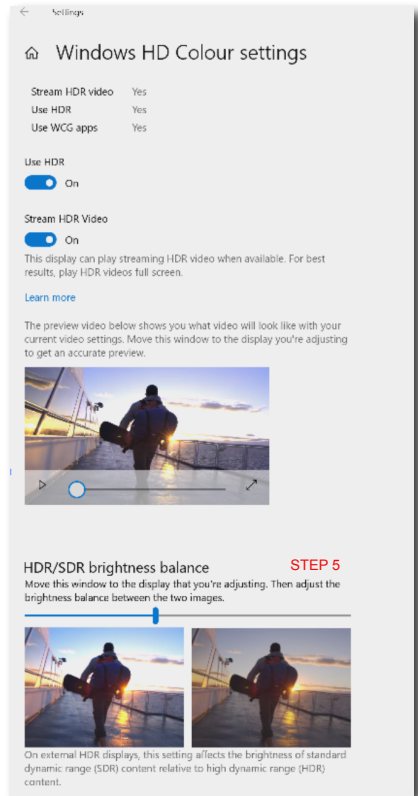 Settings
Windows HD Colour settings
Stream HDR video Yes
Use HDR Yes
Use WCG apps Yes
Use HDR
On
Stream HDR Video
On
This display can play streaming HDR video when available. For best
results, play HDR videos full screen.
Learn more
The preview video below shows you what video will look like with your
current video settings. Move this window to the display you're adjusting
to get an accurate preview.
HDR/SDR brightness balance STEP 5
Move this window to the display that you're adjusting. Then adjust the
brightness balance between the two images.
On external HDR displays, this setting affects the brightness of standard
dynamic range (SDR) content relative to high dynamic range (HDR)
content.